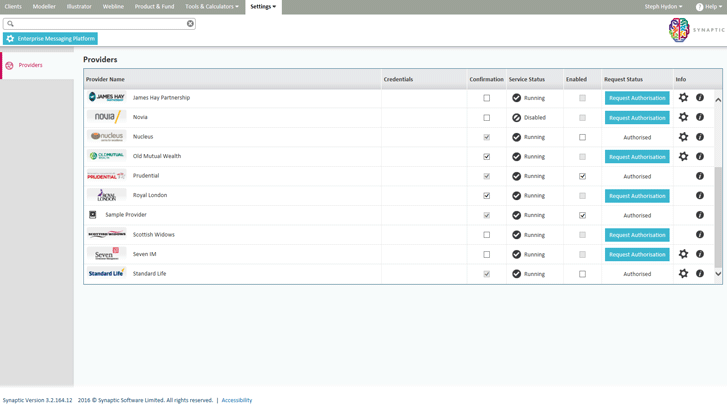 Clients Modeller Illustrator Webline Product & Fund Tools & Calculators Settings Steph Hydon Help
SYNAPTIC
Enterprise Messaging Platform
Providers
Providers
Provider Name Credentials Confirmation Service Status Enabled Request Status Info
JAMES HAY James Hay Partnership Running Request Authorisation
novia Novia Disabled Request Authorisation
nucleus Nucleus Running Authorised
OLD MUTUAL WEALTH Old Mutual Wealth Running Request Authorisation
PRUDENTIAL Prudential Running Authorised
ROYAL LONDON Royal London Running Request Authorisation
Sample Provider Running Authorised
SCOTTISH WIDOWS Scottish Widows Running Request Authorisation
Seven Seven IM Running Request Authorisation
Standard Life Standard Life Running Authorised
Synaptic Version 3.2.164.12 2016 © Synaptic Software Limited. All rights reserved. | Accessibility